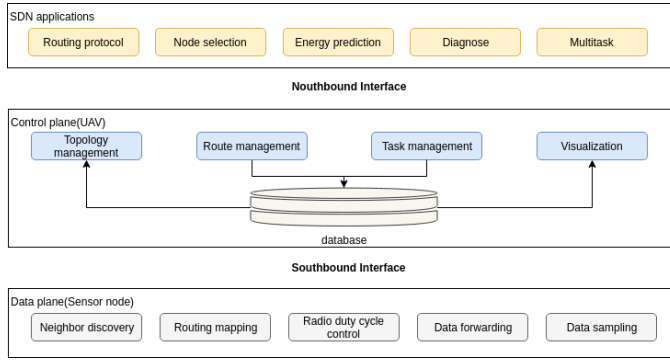 SDN applications
Routing protocol
Node selection
Energy prediction
Diagnose
Multitask
Nouthbound Interface
Control plane(UAV)
Topology
management
Route management
Task management
Visualization
database
Southbound Interface
Data plane(Sensor node)
Neighbor discovery
Routing mapping
Radio duty cycle
control
Data forwarding
Data sampling